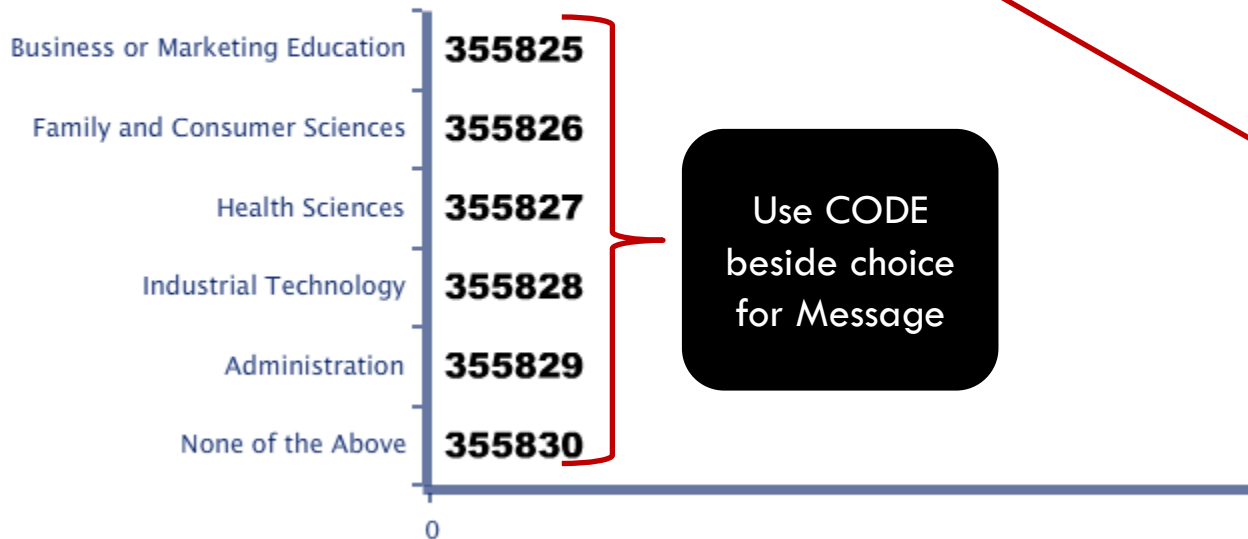 Business or Marketing Education 355825
Family and Consumer Sciences 355826
Health Sciences 355827
Industrial Technology 355828
Administration 355829
None of the Above 355830
0
Use CODE
beside choice
for Message